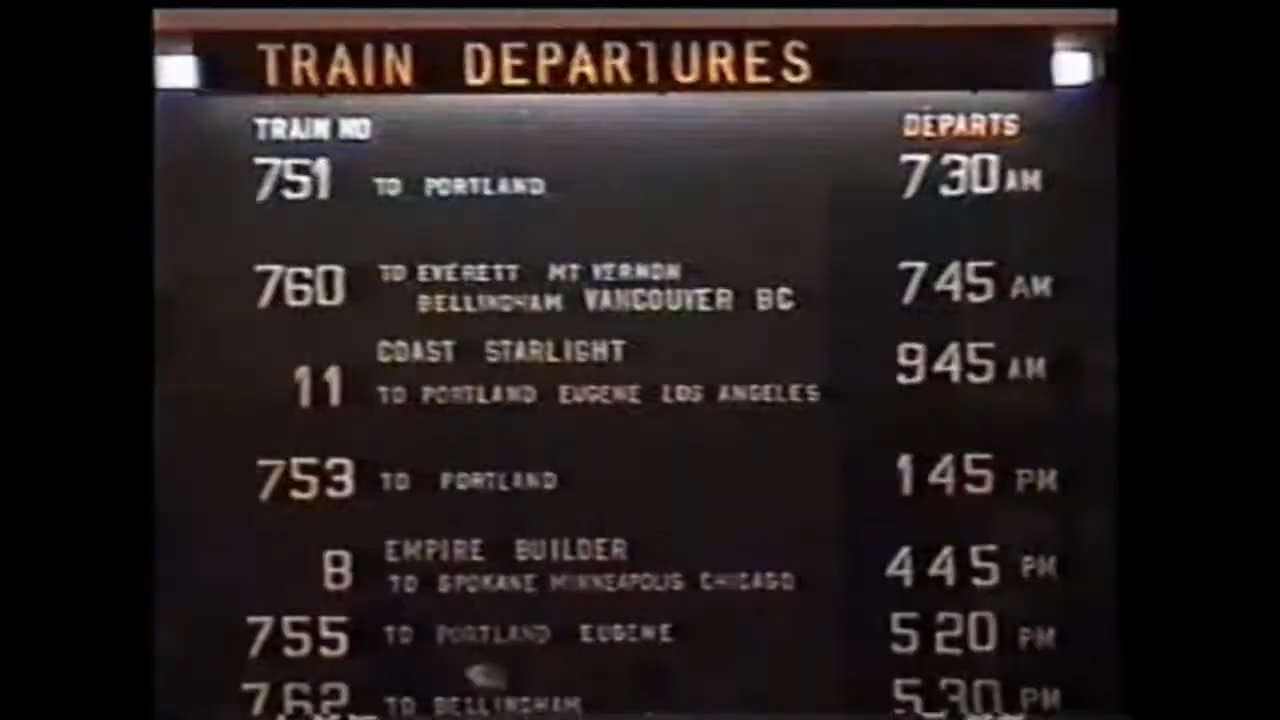 TRAIN DEPARTURES
TRAIN NO DEPARTS
751 TO PORTLAND 730 AM
760 TO EVERETT MT VERNON 745 AM
BELLINGHAM VANCOUVER BC
COAST STARLIGHT 945 AM
11 TO PORTLAND EUGENE LOS ANGELES
753 TO PORTLAND 145 PM
EMPIRE BUILDER
8 TO SPOKANE MINNEAPOLIS CHICAGO 445 PM
755 TO PORTLAND EUGENE 520 PM
762 TO BELLINGHAM 530 PM